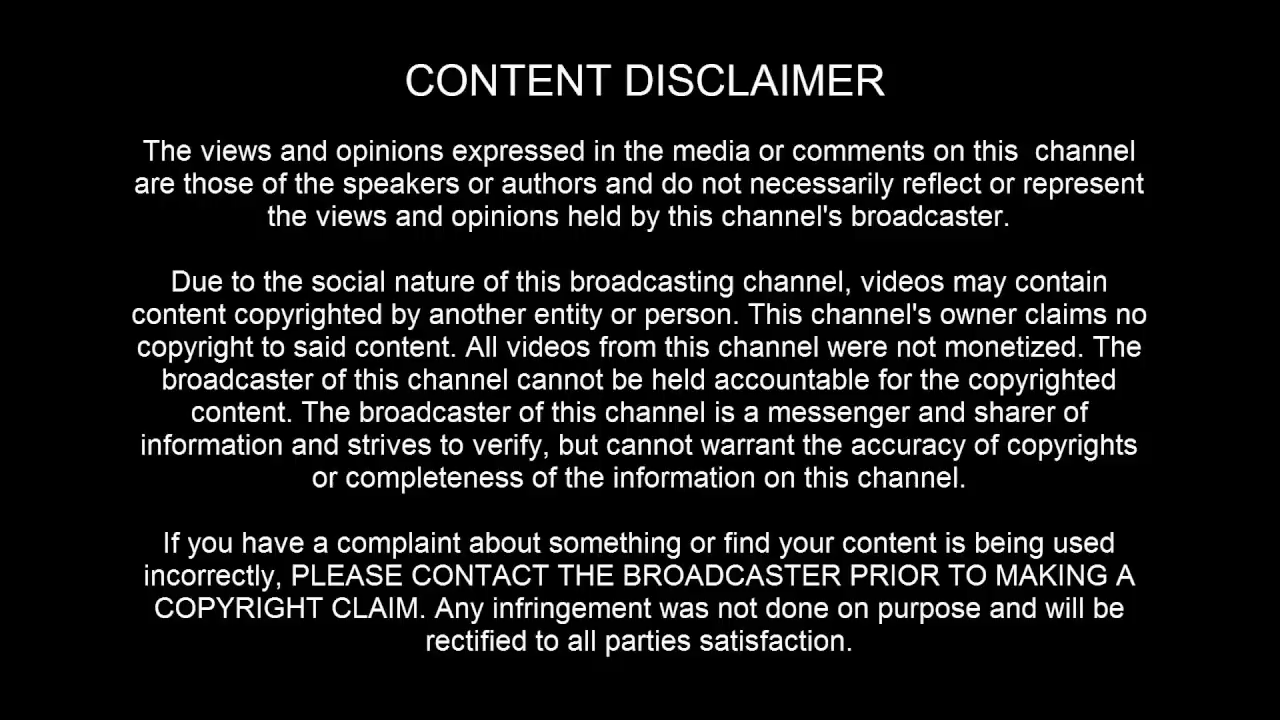 CONTENT DISCLAIMER
The views and opinions expressed in the media or comments on this  channel
are those of the speakers or authors and do not necessarily reflect or represent
the views and opinions held by this channel's broadcaster.
Due to the social nature of this broadcasting channel, videos may contain
content copyrighted by another entity or person. This channel's owner claims no
copyright to said content. All videos from this channel were not monetized. The
broadcaster of this channel cannot be held accountable for the copyrighted
content. The broadcaster of this channel is a messenger and sharer of
information and strives to verify, but cannot warrant the accuracy of copyrights
or completeness of the information on this channel.
If you have a complaint about something or find your content is being used
incorrectly, PLEASE CONTACT THE BROADCASTER PRIOR TO MAKING A
COPYRIGHT CLAIM. Any infringement was not done on purpose and will be
rectified to all parties satisfaction.